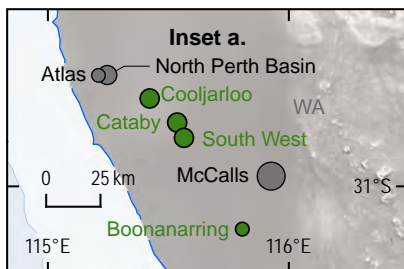 Inset a.
Atlas
North Perth Basin
Cooljarloo
WA
Cataby
South West
McCalls
0 25 km
31°S
Boonanarring
115°E
116°E